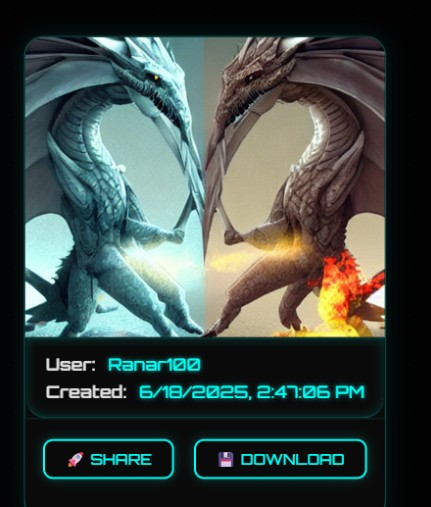 User: Ranar100
Created: 6/18/2025, 2:47:06 PM
🚀 SHARE
💾 DOWNLOAD